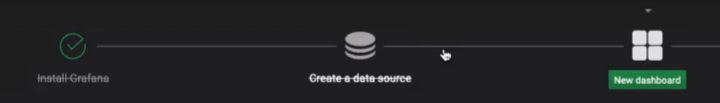 Install Grafana
Create a data source
New dashboard